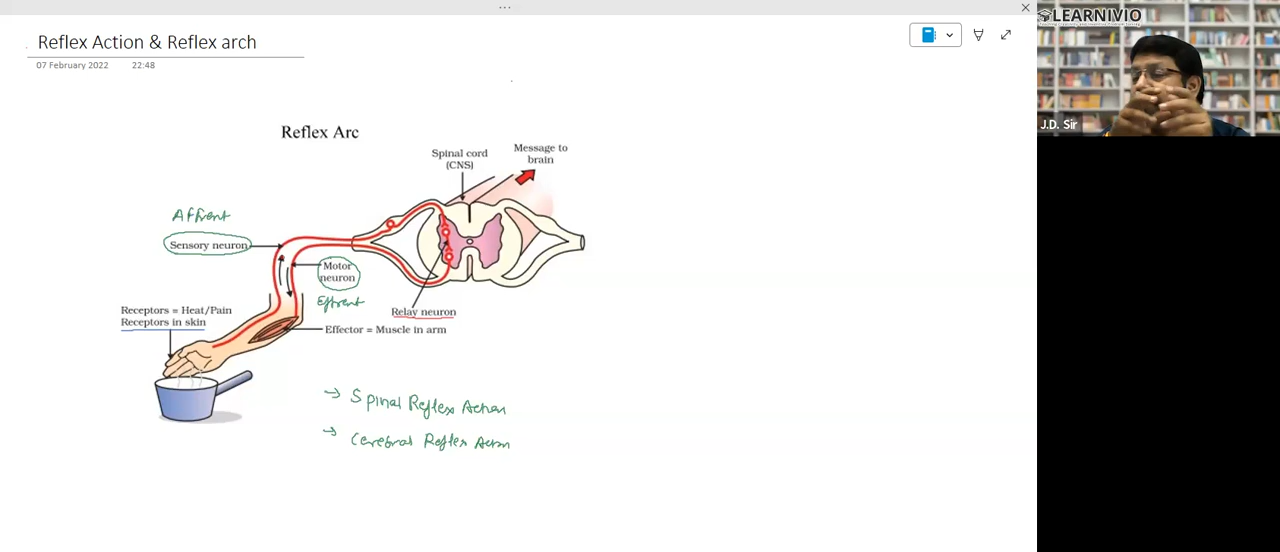 LEARNIVIO
Reflex Action & Reflex arch
07 February 2022 22:48
J.D. Sir
Reflex Arc
Spinal cord
(CNS)
Message to
brain
Affrent
Sensory neuron
Motor
neuron
Effrent
Receptors = Heat/Pain
Receptors in skin
Relay neuron
Effector = Muscle in arm
→ Spinal Reflex Action
→ Cerebral Reflex Action